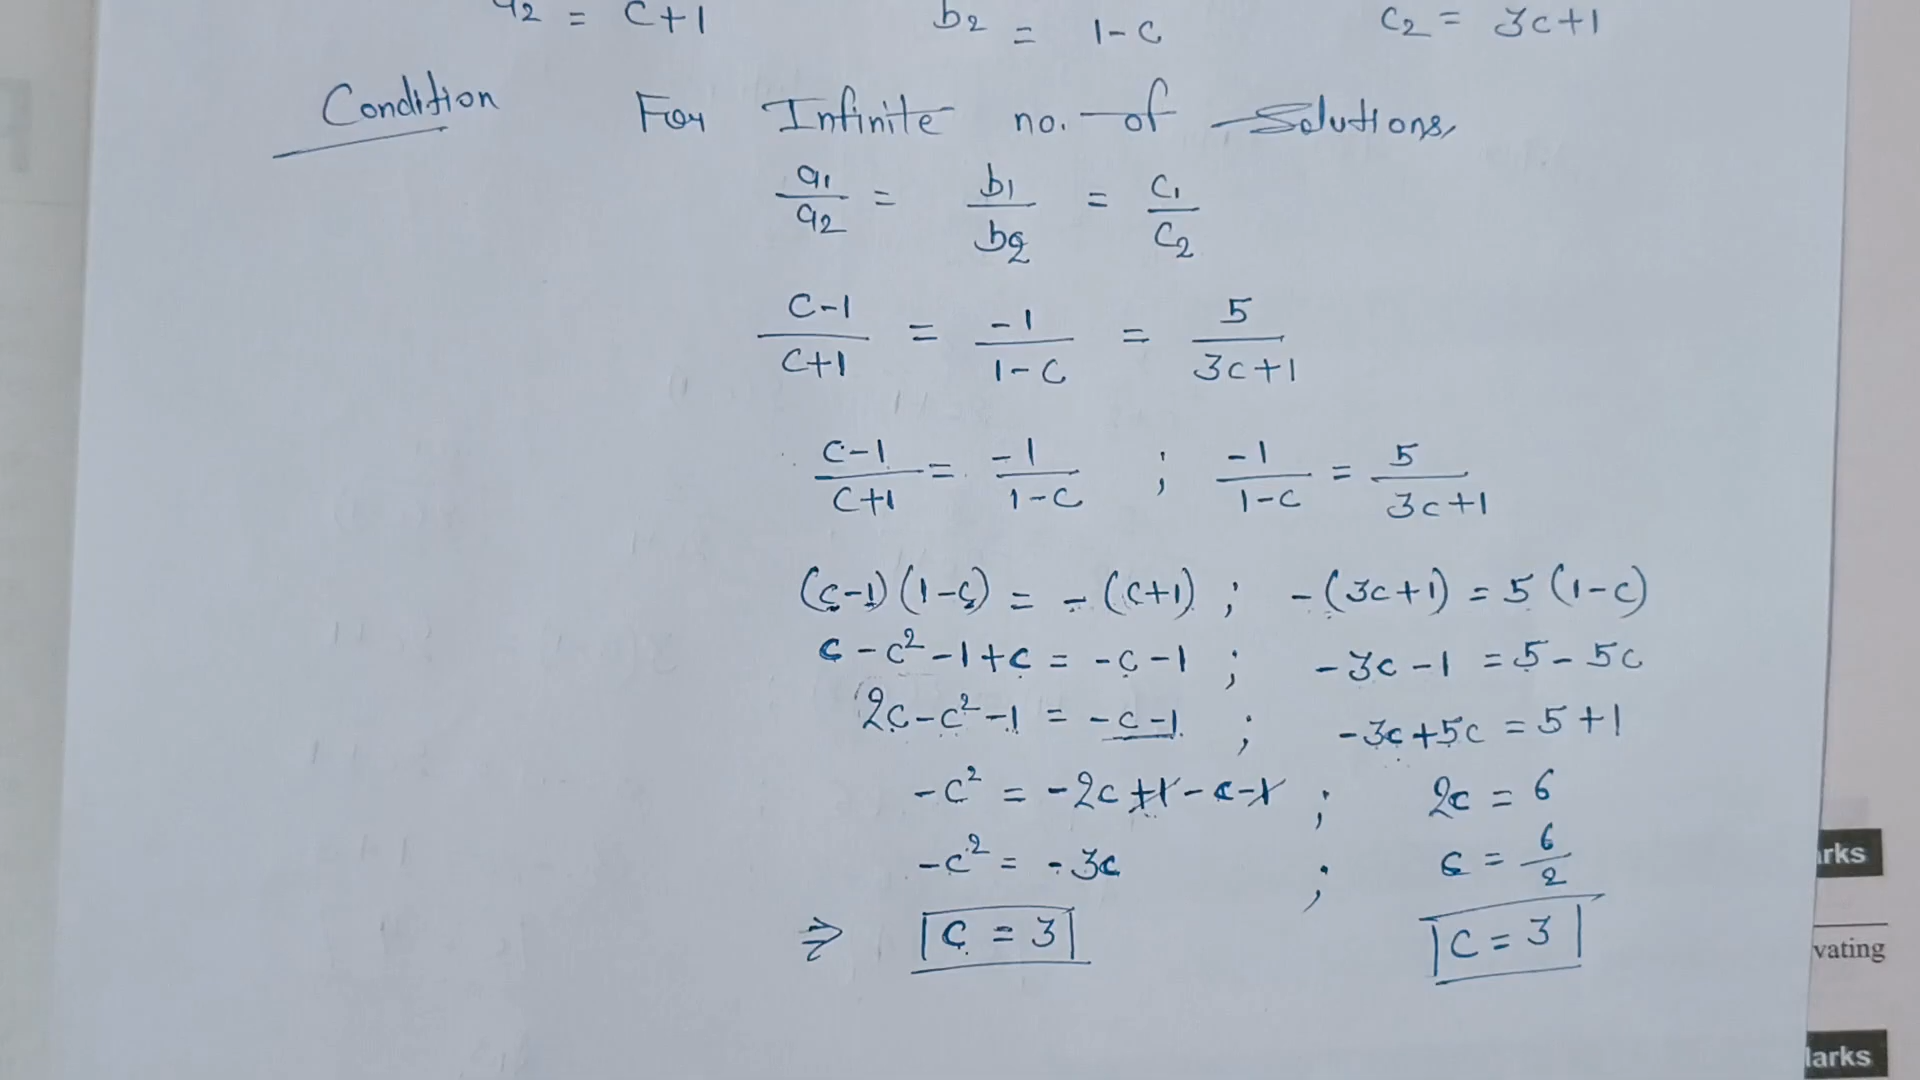 a2 = c+1 b2 = 1-c c2 = 3c+1
Condition For Infinite no. of Solutions,
a1/a2 = b1/b2 = c1/c2
c-1/c+1 = -1/1-c = 5/3c+1
c-1/c+1 = -1/1-c ; -1/1-c = 5/3c+1
(c-1)(1-c) = -(c+1) ; -(3c+1) = 5(1-c)
c-c²-1+c = -c-1 ; -3c-1 = 5-5c
2c-c²-1 = -c-1 ; -3c+5c = 5+1
-c² = -2c+1-c-1 ; 2c = 6
-c² = -3c ; c = 6/2
⇒ c = 3 c = 3
rks
vating
larks